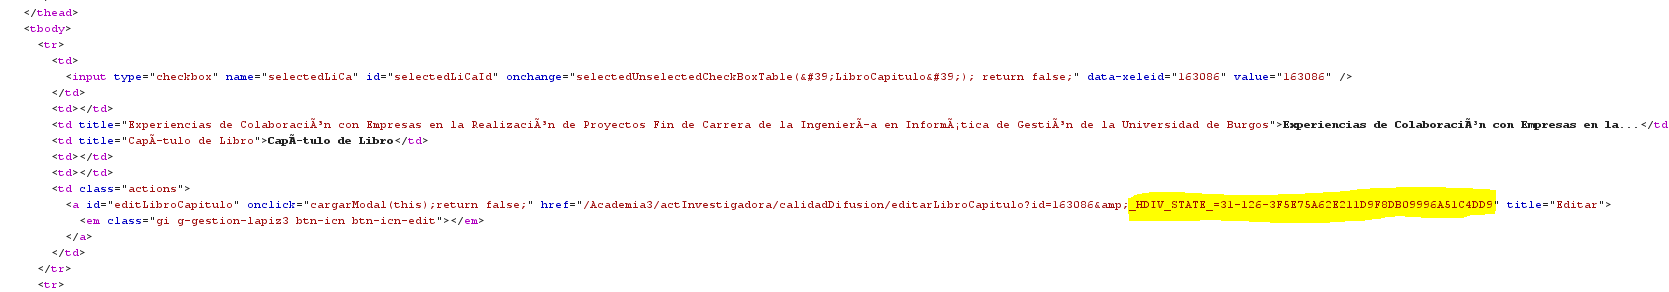 </thead>
<tbody>
<tr>
<td>
<input type="checkbox" name="selectedLiCa" id="selectedLiCaId" onchange="selectedUnselectedCheckBoxTable(&#39;LibroCapitulo&#39;); return false;" data-xeleid="163086" value="163086" />
</td>
<td></td>
<td title="Experiencias de ColaboraciÃ³n con Empresas en la RealizaciÃ³n de Proyectos Fin de Carrera de la IngenierÃ-a en InformÃ¡tica de GestiÃ³n de la Universidad de Burgos">Experiencias de ColaboraciÃ³n con Empresas en la...</td
<td title="CapÃ-tulo de Libro">CapÃ-tulo de Libro</td>
<td></td>
<td></td>
<td class="actions">
<a id="editLibroCapitulo" onclick="cargarModal(this);return false;" href="/Academia3/actInvestigadora/calidadDifusion/editarLibroCapitulo?id=163086&amp;_HDIV_STATE_=31-126-3F5E75A62EC211D9F8DB09996A51C4DD9" title="Editar">
<em class="gi g-gestion-lapiz3 btn-icn btn-icn-edit"></em>
</a>
</td>
</tr>
<tr>